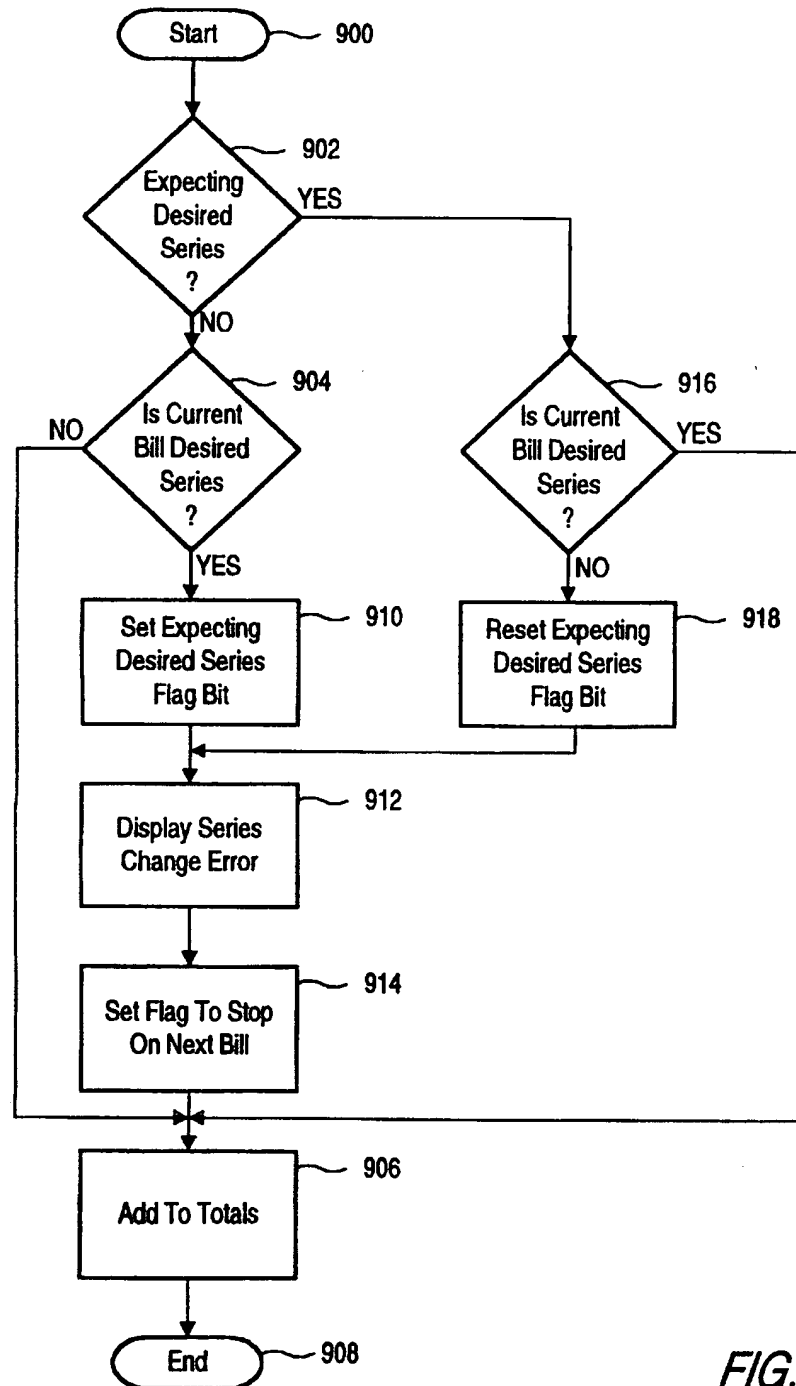 Start
900
902
Expecting
Desired
Series
?
YES
NO
904
Is Current
Bill Desired
Series
?
NO
YES
916
Is Current
Bill Desired
Series
?
YES
NO
910
Set Expecting
Desired Series
Flag Bit
918
Reset Expecting
Desired Series
Flag Bit
912
Display Series
Change Error
914
Set Flag To Stop
On Next Bill
906
Add To Totals
End
908
FIG.